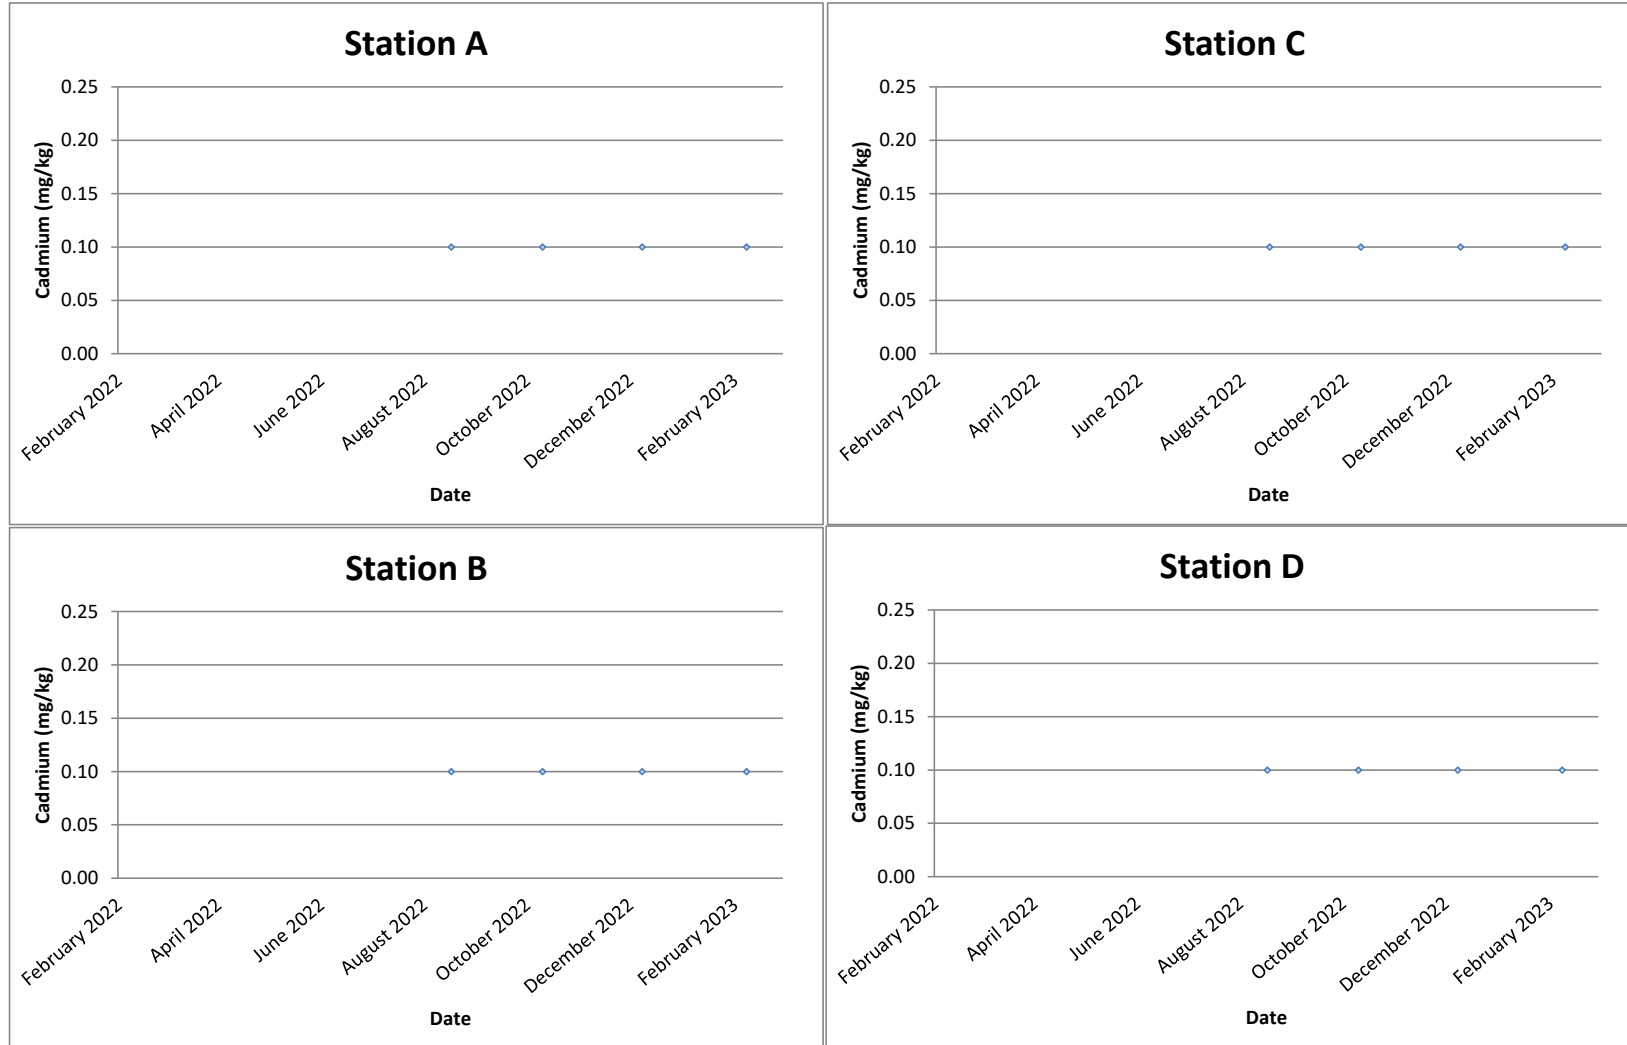 Station A
0.25
0.20
0.15
0.10
0.05
0.00
Cadmium (mg/kg)
February 2022
April 2022
June 2022
August 2022
October 2022
December 2022
February 2023
Date
Station C
0.25
0.20
0.15
0.10
0.05
0.00
Cadmium (mg/kg)
February 2022
April 2022
June 2022
August 2022
October 2022
December 2022
February 2023
Date
Station B
0.25
0.20
0.15
0.10
0.05
0.00
Cadmium (mg/kg)
February 2022
April 2022
June 2022
August 2022
October 2022
December 2022
February 2023
Date
Station D
0.25
0.20
0.15
0.10
0.05
0.00
Cadmium (mg/kg)
February 2022
April 2022
June 2022
August 2022
October 2022
December 2022
February 2023
Date